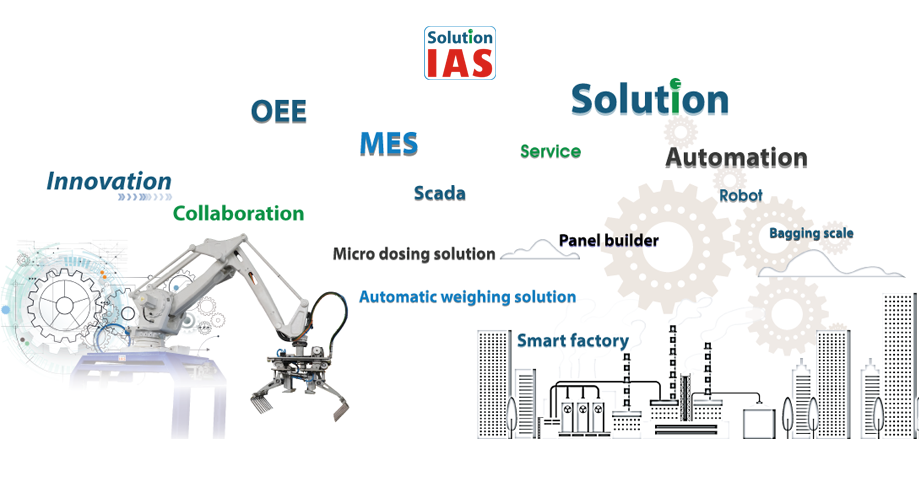 Solution
IAS
Solution
OEE
MES
Service
Automation
Innovation
Scada
Robot
Collaboration
Bagging scale
Panel builder
Micro dosing solution
Automatic weighing solution
Smart factory